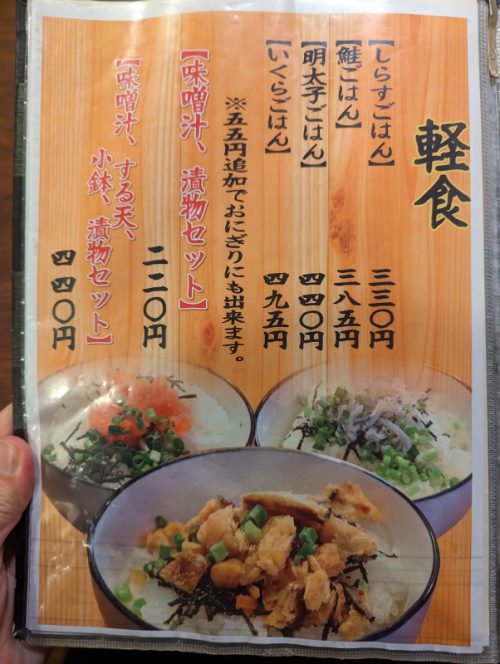 軽食
【しらすごはん】 三三〇円
【鮭ごはん】 三八五円
【明太子ごはん】 四四〇円
【いくらごはん】 四九五円
※五五円追加でおにぎりにも出来ます。
【味噌汁、漬物セット】
二二〇円
【味噌汁、する天、
小鉢、漬物セット】
四四〇円